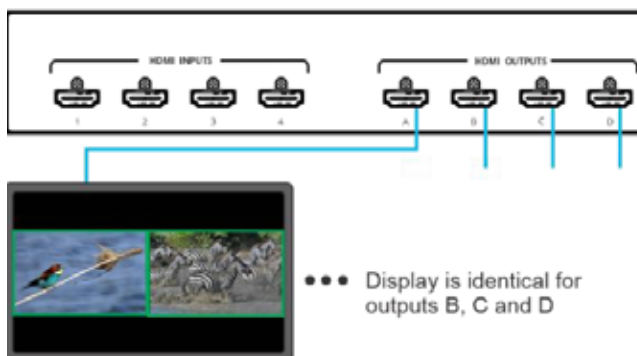 HDMI INPUTS
HDMI OUTPUTS
1
2
3
4
A
B
C
D
Display is identical for
outputs B, C and D